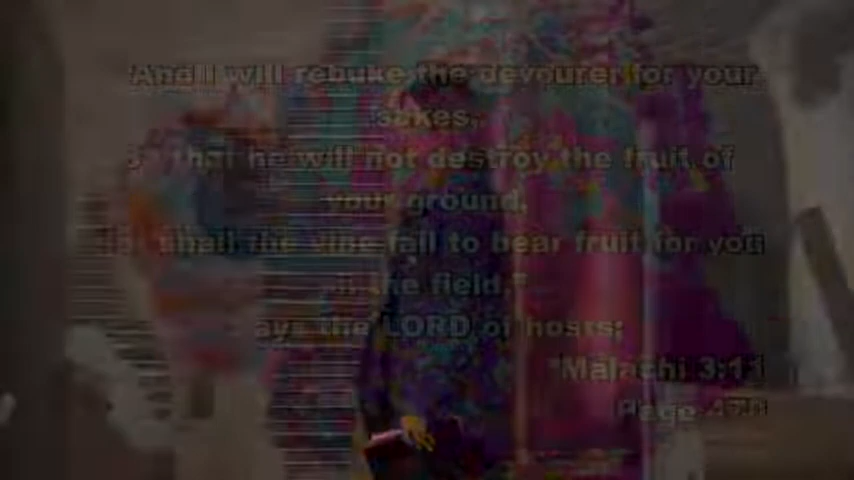 "And I will rebuke the devourer for your
sakes,
So that he will not destroy the fruit of
your ground,
Nor shall the vine fail to bear fruit for you
in the field,"
Says the LORD of hosts;
"Malachi 3:11
Page